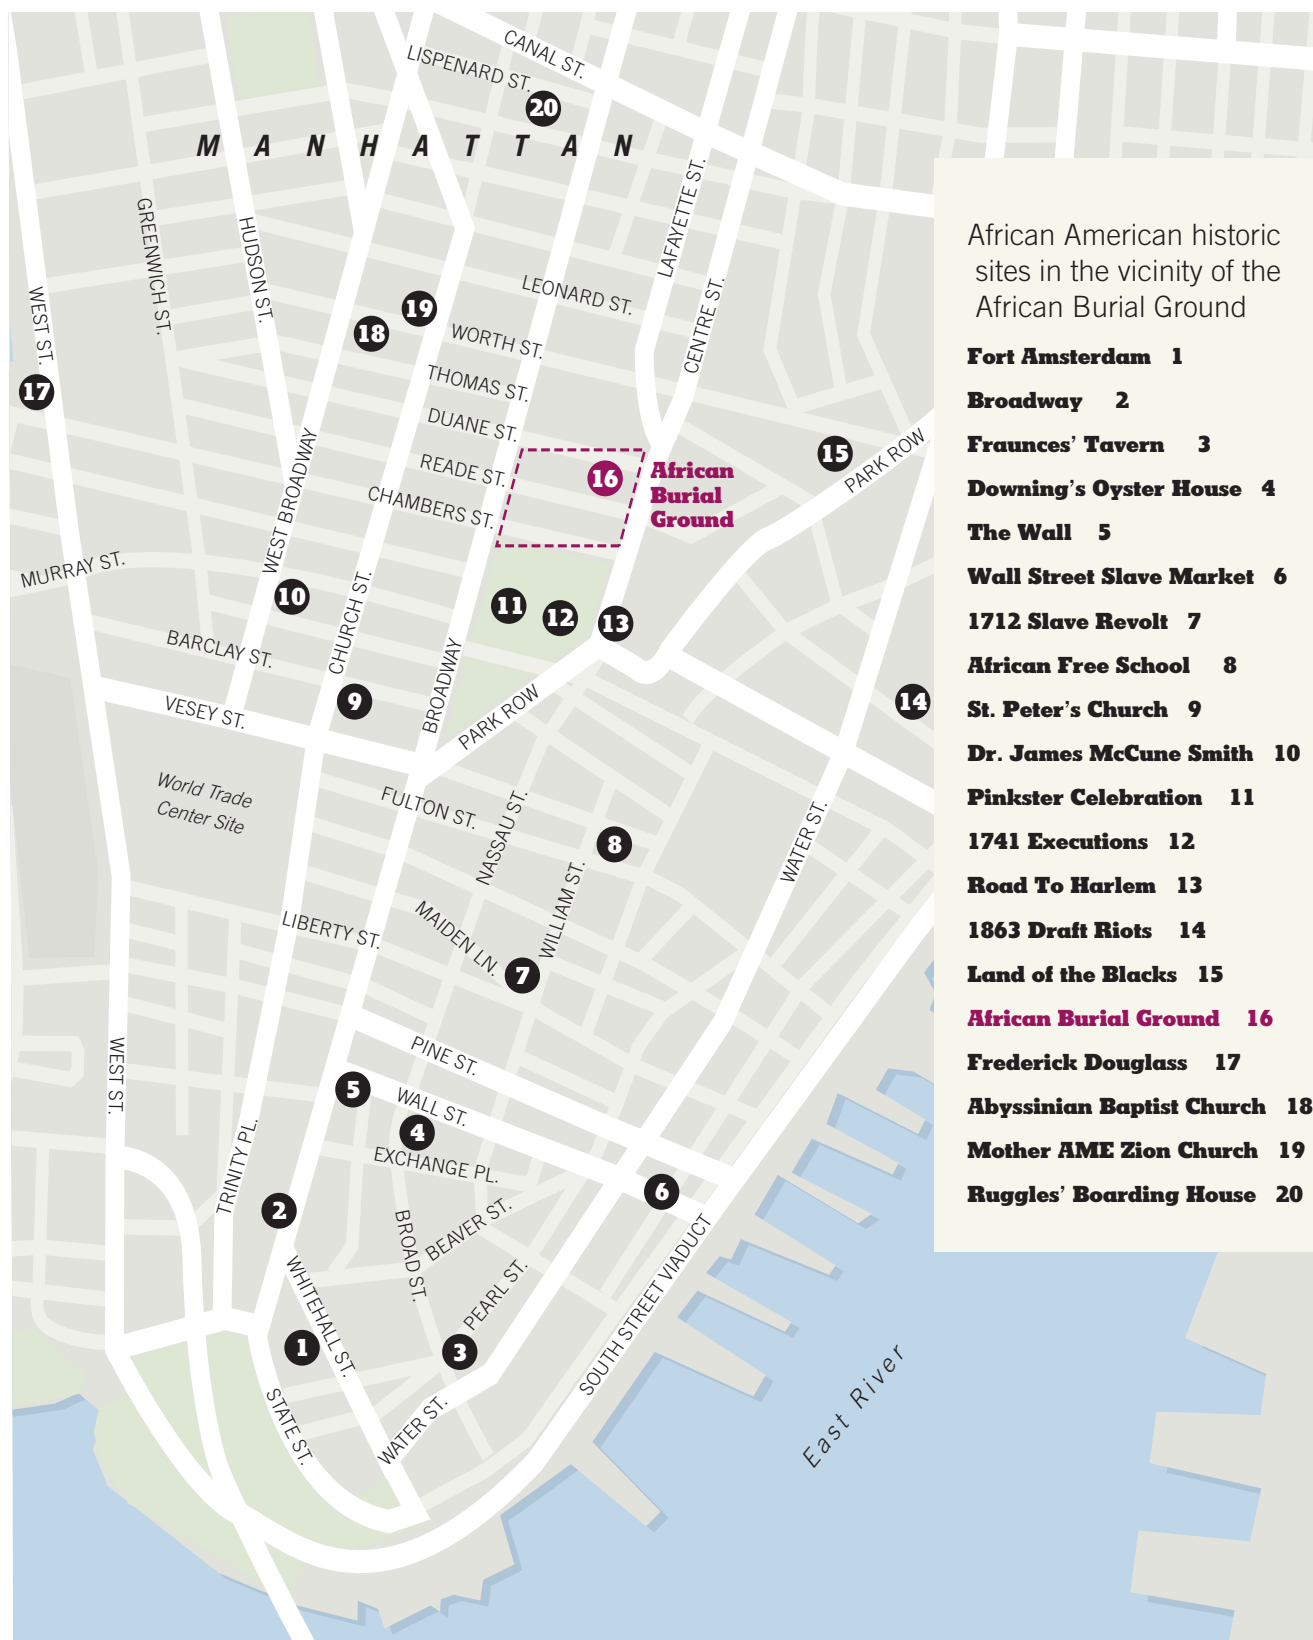 CANAL ST.
LISPENARD ST.
20
MANHATTAN
LAFAYETTE ST.
GREENWICH ST.
HUDSON ST.
LEONARD ST.
CENTRE ST.
WEST ST.
19
18
WORTH ST.
17
THOMAS ST.
DUANE ST.
WEST BROADWAY
15
PARK ROW
READE ST.
16
African
Burial
Ground
CHAMBERS ST.
MURRAY ST.
10
CHURCH ST.
11
12
13
BARCLAY ST.
BROADWAY
9
14
VESEY ST.
PARK ROW
World Trade
Center Site
FULTON ST.
NASSAU ST.
WATER ST.
8
WILLIAM ST.
LIBERTY ST.
MAIDEN LN.
7
WEST ST.
PINE ST.
5
WALL ST.
4
EXCHANGE PL.
TRINITY PL.
6
2
BROAD ST.
BEAVER ST.
WHITEHALL ST.
PEARL ST.
SOUTH STREET VIADUCT
1
3
STATE ST.
WATER ST.
East River
African American historic
sites in the vicinity of the
African Burial Ground
Fort Amsterdam 1
Broadway 2
Fraunces' Tavern 3
Downing's Oyster House 4
The Wall 5
Wall Street Slave Market 6
1712 Slave Revolt 7
African Free School 8
St. Peter's Church 9
Dr. James McCune Smith 10
Pinkster Celebration 11
1741 Executions 12
Road To Harlem 13
1863 Draft Riots 14
Land of the Blacks 15
African Burial Ground 16
Frederick Douglass 17
Abyssinian Baptist Church 18
Mother AME Zion Church 19
Ruggles' Boarding House 20